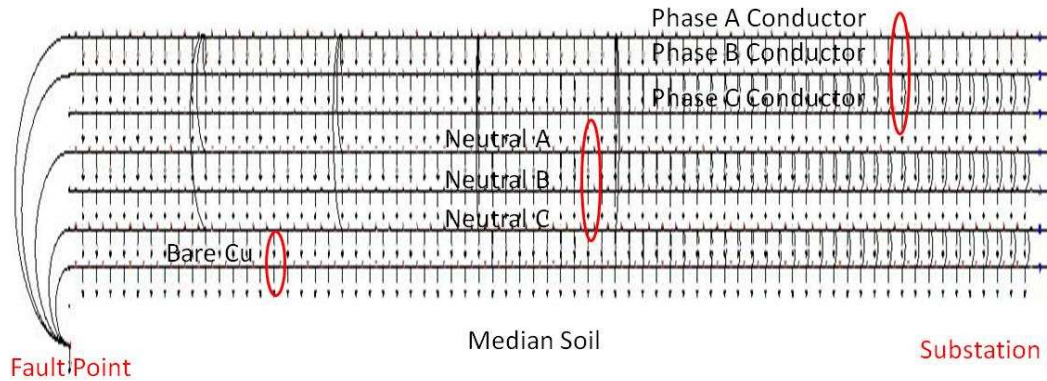 Phase A Conductor
Phase B Conductor
Phase C Conductor
Neutral A
Neutral B
Neutral C
Bare Cu
Median Soil
Fault Point
Substation